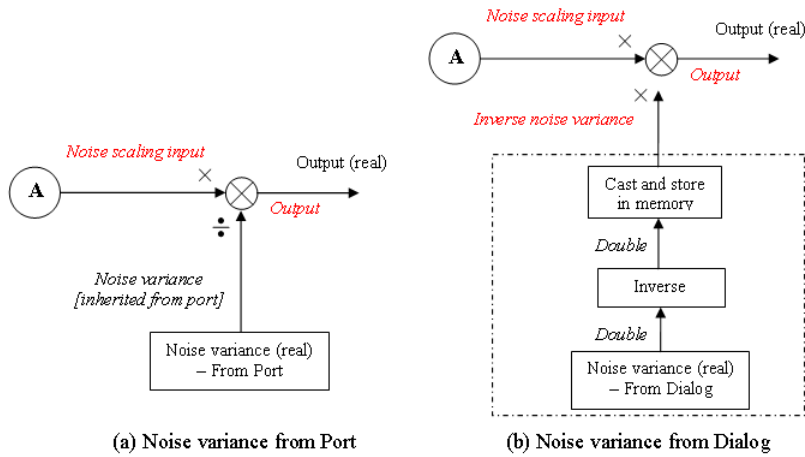 Noise scaling input
A
×
Output (real)
Output
÷
Noise variance
[inherited from port]
Noise variance (real)
– From Port
(a) Noise variance from Port
Noise scaling input
A
×
Output (real)
Output
×
Inverse noise variance
Cast and store
in memory
Double
Inverse
Double
Noise variance (real)
– From Dialog
(b) Noise variance from Dialog